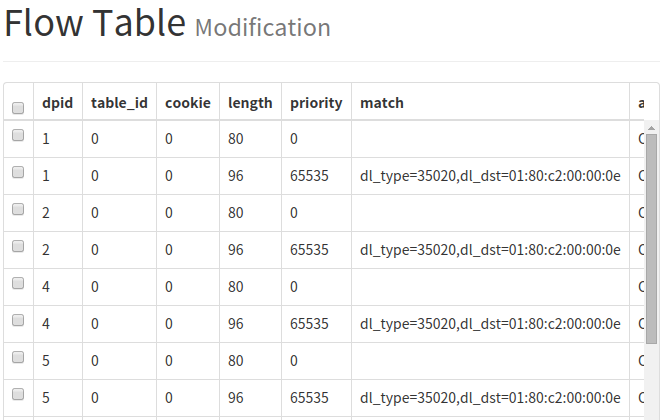 Flow Table Modification
dpid table_id cookie length priority match
1 0 0 80 0
1 0 0 96 65535 dl_type=35020,dl_dst=01:80:c2:00:00:0e
2 0 0 80 0
2 0 0 96 65535 dl_type=35020,dl_dst=01:80:c2:00:00:0e
4 0 0 80 0
4 0 0 96 65535 dl_type=35020,dl_dst=01:80:c2:00:00:0e
5 0 0 80 0
5 0 0 96 65535 dl_type=35020,dl_dst=01:80:c2:00:00:0e